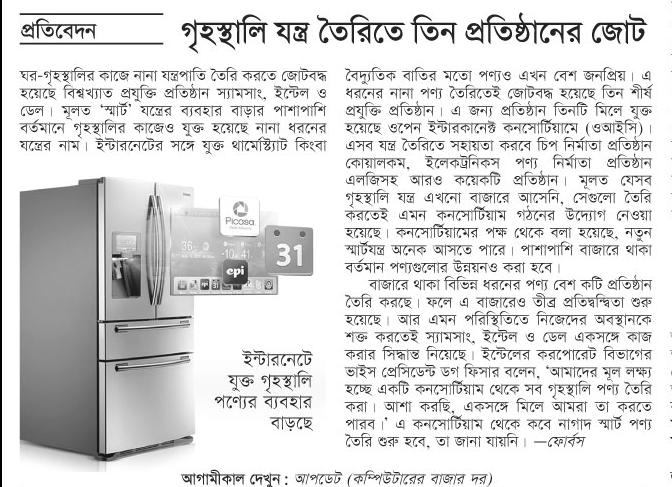 প্রতিবেদন
গৃহস্থালি যন্ত্র তৈরিতে তিন প্রতিষ্ঠানের জোট
ঘর-গৃহস্থালির কাজে নানা যন্ত্রপাতি তৈরি করতে জোটবদ্ধ
হয়েছে বিশ্বখ্যাত প্রযুক্তি প্রতিষ্ঠান স্যামসাং, ইন্টেল ও
ডেল। মূলত ‘স্মার্ট’ যন্ত্রের ব্যবহার বাড়ার পাশাপাশি
বর্তমানে গৃহস্থালির কাজেও যুক্ত হয়েছে নানা ধরনের
যন্ত্রের নাম। ইন্টারনেটের সঙ্গে যুক্ত থার্মোস্ট্যাট কিংবা
Picasa
31
epi
ইন্টারনেটে
যুক্ত গৃহস্থালি
পণ্যের ব্যবহার
বাড়ছে
বৈদ্যুতিক বাতির মতো পণ্যও এখন বেশ জনপ্রিয়। এ
ধরনের নানা পণ্য তৈরিতেই জোটবদ্ধ হয়েছে তিন শীর্ষ
প্রযুক্তি প্রতিষ্ঠান। এ জন্য প্রতিষ্ঠান তিনটি মিলে যুক্ত
হয়েছে ওপেন ইন্টারকানেক্ট কনসোর্টিয়ামে (ওআইসি)।
এসব যন্ত্র তৈরিতে সহায়তা করবে চিপ নির্মাতা প্রতিষ্ঠান
কোয়ালকম, ইলেকট্রনিকস পণ্য নির্মাতা প্রতিষ্ঠান
এলজিসহ আরও কয়েকটি প্রতিষ্ঠান। মূলত যেসব
গৃহস্থালি যন্ত্র এখনো বাজারে আসেনি, সেগুলো তৈরি
করতেই এমন কনসোর্টিয়াম গঠনের উদ্যোগ নেওয়া
হয়েছে। কনসোর্টিয়ামের পক্ষ থেকে বলা হয়েছে, নতুন
স্মার্টযন্ত্র অনেক আসতে পারে। পাশাপাশি বাজারে থাকা
বর্তমান পণ্যগুলোর উন্নয়নও করা হবে।
বাজারে থাকা বিভিন্ন ধরনের পণ্য বেশ কটি প্রতিষ্ঠান
তৈরি করছে। ফলে এ বাজারেও তীব্র প্রতিদ্বন্দ্বিতা শুরু
হয়েছে। আর এমন পরিস্থিতিতে নিজেদের অবস্থানকে
শক্ত করতেই স্যামসাং, ইন্টেল ও ডেল একসঙ্গে কাজ
করার সিদ্ধান্ত নিয়েছে। ইন্টেলের করপোরেট বিভাগের
ভাইস প্রেসিডেন্ট ডগ ফিসার বলেন, ‘আমাদের মূল লক্ষ্য
হচ্ছে একটি কনসোর্টিয়াম থেকে সব গৃহস্থালি পণ্য তৈরি
করা। আশা করছি, একসঙ্গে মিলে আমরা তা করতে
পারব।’ এ কনসোর্টিয়াম থেকে কবে নাগাদ স্মার্ট পণ্য
তৈরি শুরু হবে, তা জানা যায়নি। —ফোর্বস
আগামীকাল দেখুন : আপডেট (কম্পিউটারের বাজার দর)